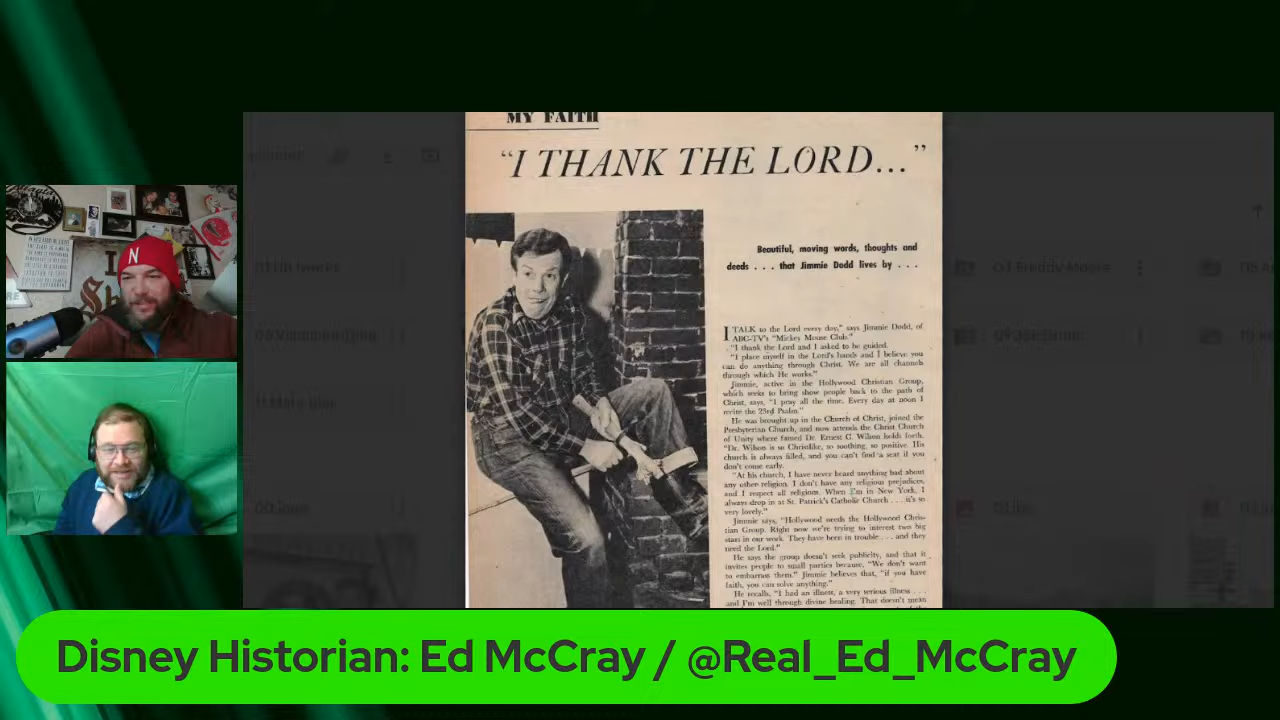 MY FAITH
“I THANK THE LORD...”
Beautiful, moving words, thoughts and
deeds . . . that Jimmie Dodd lives by . . .
I TALK to the Lord every day,” says Jimmie Dodd, of
ABC-TV's “Mickey Mouse Club.”
“I thank the Lord and I asked to be guided.
“I place myself in the Lord's hands and I believe you
can do anything through Christ. We are all channels
through which He works.”
Jimmie, active in the Hollywood Christian Group,
which seeks to bring show people back to the path of
Christ, says, “I pray all the time. Every day at noon I
recite the 23rd Psalm.”
He was brought up in the Church of Christ, joined the
Presbyterian Church, and now attends the Christ Church
of Unity where famed Dr. Ernest C. Wilson holds forth.
“Dr. Wilson is so Christlike, so soothing, so positive. His
church is always filled, and you can't find a seat if you
don't come early.
“At his church, I have never heard anything bad about
any other religion. I don't have any religious prejudices,
and I respect all religions. When I'm in New York, I
always drop in at St. Patrick's Catholic Church . . . it's so
very lovely.”
Jimmie says, “Hollywood needs the Hollywood Chris-
tian Group. Right now we're trying to interest two big
stars in our work. They have been in trouble . . . and they
need the Lord.”
He says the group doesn't seek publicity, and that it
invites people to small parties because, “We don't want
to embarrass them.” Jimmie believes that, “if you have
faith, you can solve anything.”
He recalls, “I had an illness, a very serious illness . . .
and I'm well through divine healing. That doesn't mean
03 Freddy Moore
N
Disney Historian: Ed McCray / @Real_Ed_McCray